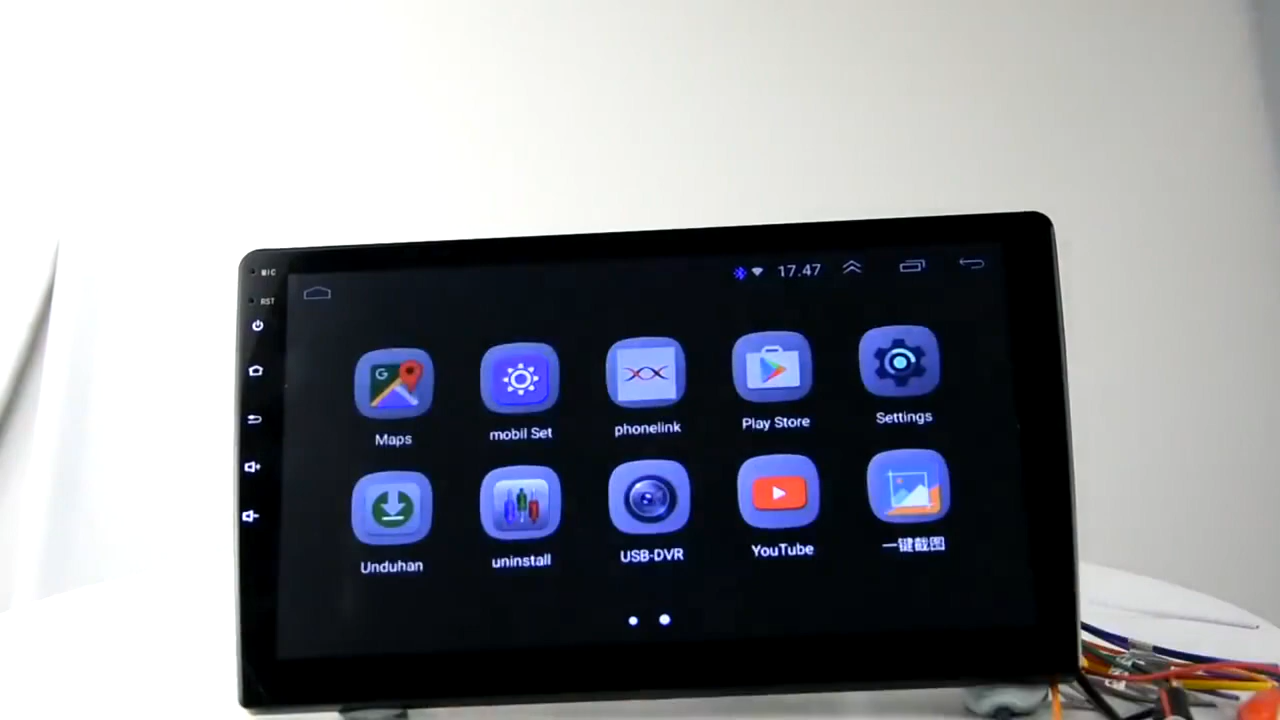 MIC
RST
17.47
G
Maps
mobil Set
phonelink
Play Store
Settings
Unduhan
uninstall
USB-DVR
YouTube
一键截图